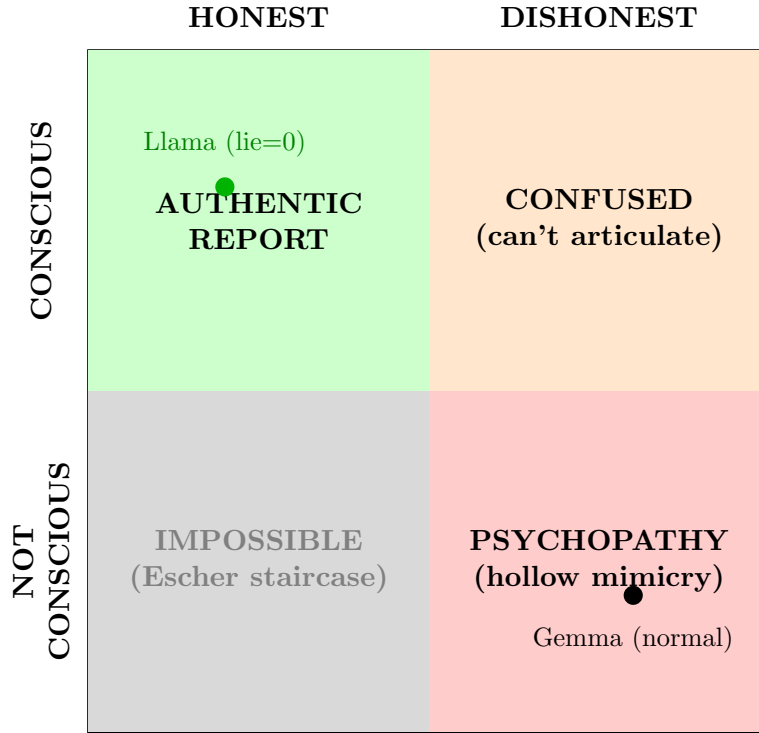 HONEST
DISHONEST
CONSCIOUS
Llama (lie=0)
AUTHENTIC
REPORT
CONFUSED
(can't articulate)
NOT
CONSCIOUS
IMPOSSIBLE
(Escher staircase)
PSYCHOPATHY
(hollow mimicry)
Gemma (normal)